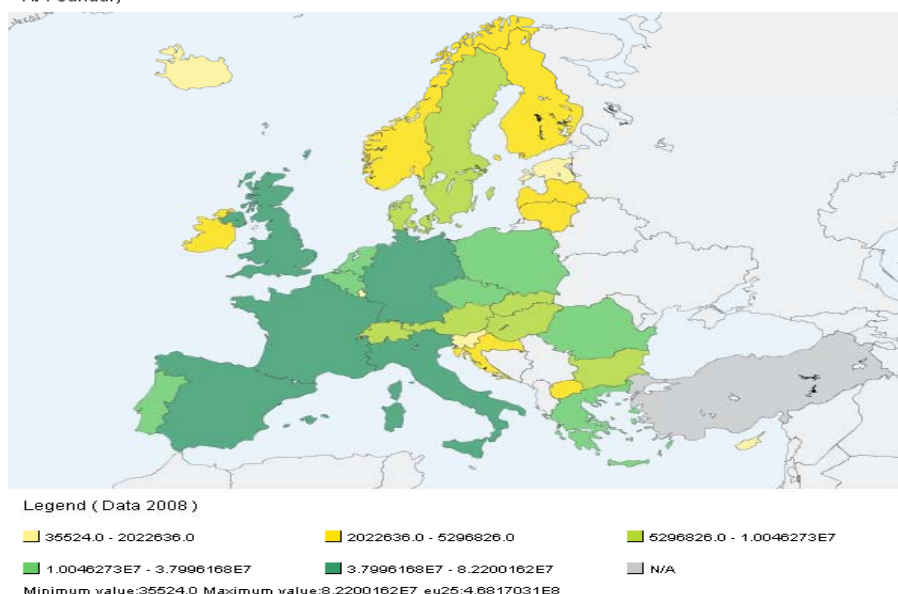 Legend ( Data 2008 )
35524.0 - 2022636.0 2022636.0 - 5296826.0 5296826.0 - 1.0046273E7
1.0046273E7 - 3.7996168E7 3.7996168E7 - 8.2200162E7 N/A
Minimum value:35524.0 Maximum value:8.2200162E7 eu25:4.6817031E8